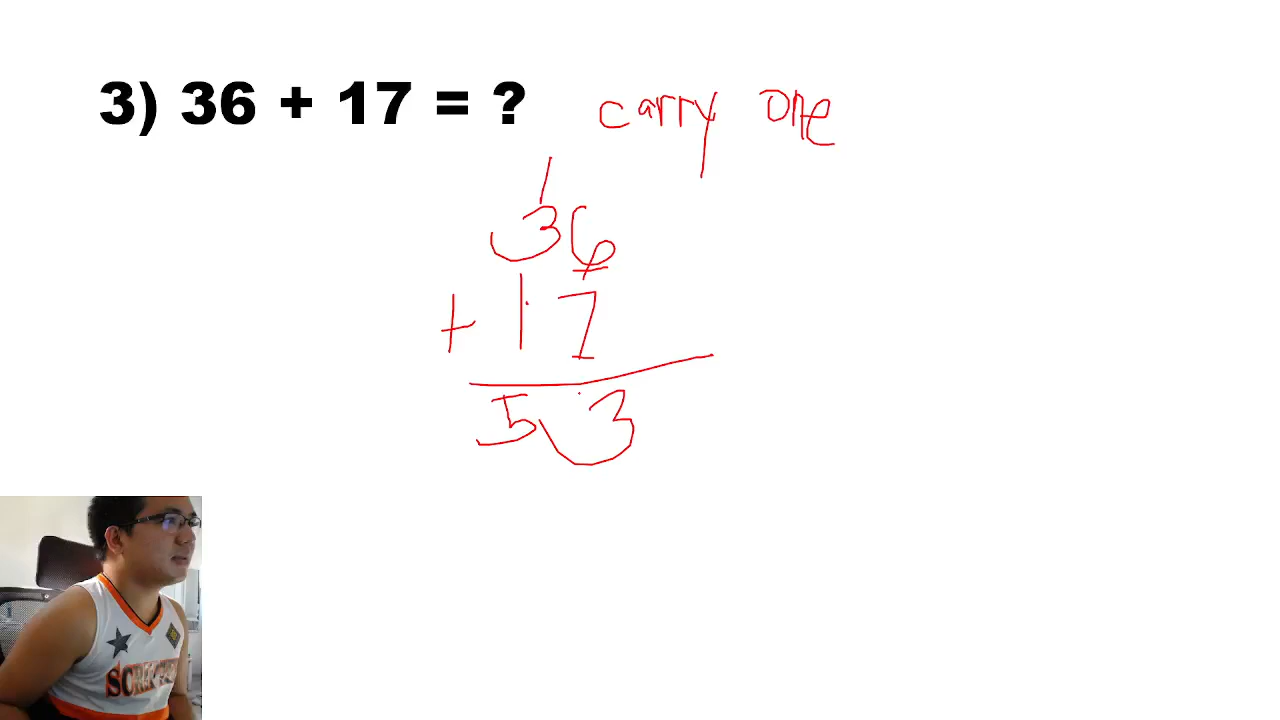 3) 36 + 17 = ? carry one
1
36
+ 17
53